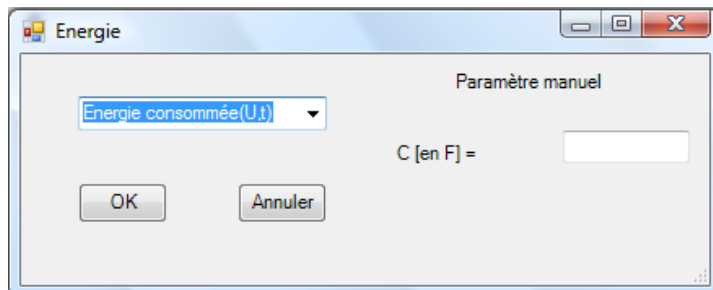 Energie
Paramètre manuel
Energie consommée(U,t)
C [en F] =
OK
Annuler